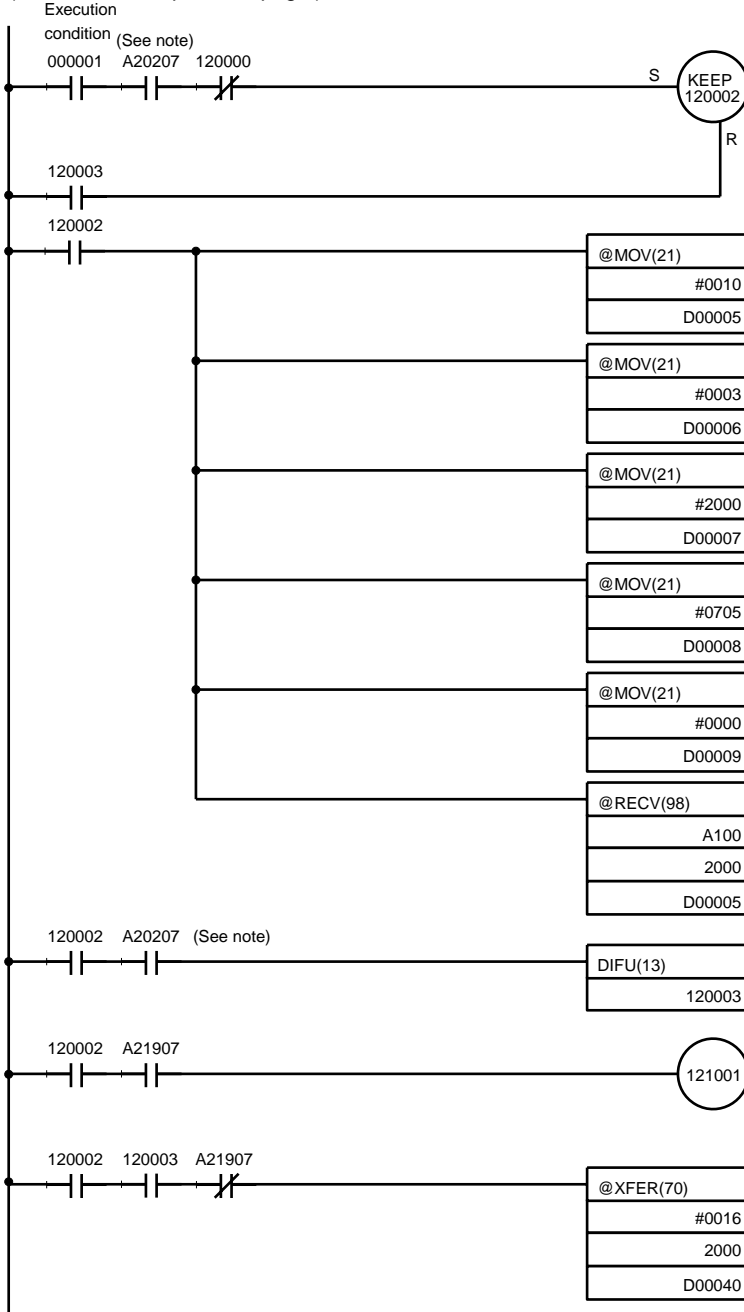 Execution
condition (See note)
000001 A20207 120000
S
KEEP
120002
R
120003
120002
@MOV(21)
#0010
D00005
@MOV(21)
#0003
D00006
@MOV(21)
#2000
D00007
@MOV(21)
#0705
D00008
@MOV(21)
#0000
D00009
@RECV(98)
A100
2000
D00005
120002 A20207 (See note)
DIFU(13)
120003
120002 A21907
121001
120002 120003 A21907
@XFER(70)
#0016
2000
D00040